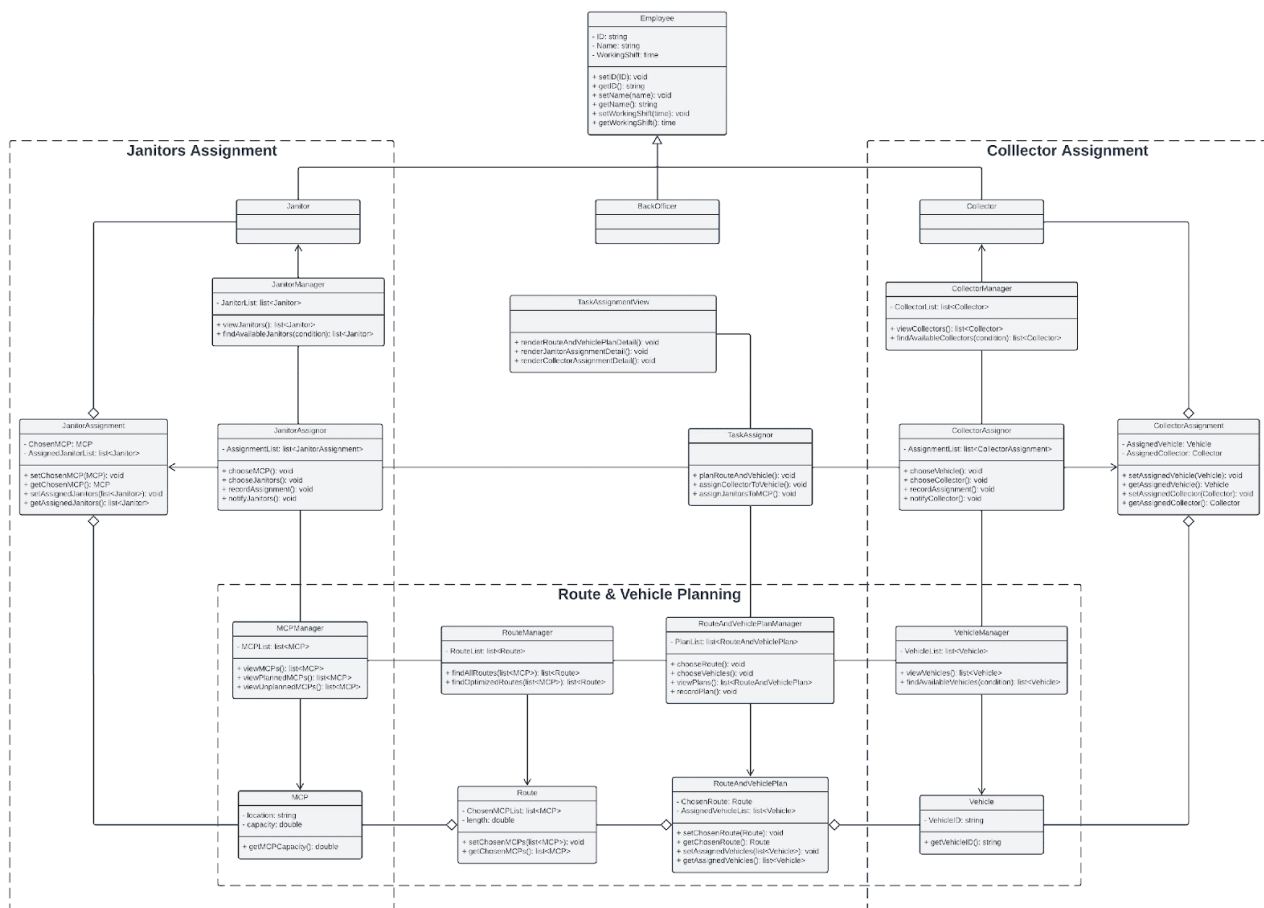 Employee
- ID: string
- Name: string
- WorkingShift: time
+ setID(ID): void
+ getID(): string
+ setName(name): void
+ getName(): string
+ setWorkingShift(time): void
+ getWorkingShift(): time
Janitors Assignment
Colllector Assignment
Janitor
BackOfficer
Collector
JanitorManager
- JanitorList: list<Janitor>
+ viewJanitors(): list<Janitor>
+ findAvailableJanitors(condition): list<Janitor>
TaskAssignmentView
+ renderRouteAndVehiclePlanDetail(): void
+ renderJanitorAssignmentDetail(): void
+ renderCollectorAssignmentDetail(): void
CollectorManager
- CollectorList: list<Collector>
+ viewCollectors(): list<Collector>
+ findAvailableCollectors(condition): list<Collector>
JanitorAssignment
- ChosenMCP: MCP
- AssignedJanitorList: list<Janitor>
+ setChosenMCP(MCP): void
+ getChosenMCP(): MCP
+ setAssignedJanitors(list<Janitor>): void
+ getAssignedJanitors(): list<Janitor>
JanitorAssignor
- AssignmentList: list<JanitorAssignment>
+ chooseMCP(): void
+ chooseJanitors(): void
+ recordAssignment(): void
+ notifyJanitors(): void
TaskAssignor
+ planRouteAndVehicle(): void
+ assignCollectorToVehicle(): void
+ assignJanitorsToMCP(): void
CollectorAssignor
- AssignmentList: list<CollectorAssignment>
+ chooseVehicle(): void
+ chooseCollector(): void
+ recordAssignment(): void
+ notifyCollector(): void
CollectorAssignment
- AssignedVehicle: Vehicle
- AssignedCollector: Collector
+ setAssignedVehicle(Vehicle): void
+ getAssignedVehicle(): Vehicle
+ setAssignedCollector(Collector): void
+ getAssignedCollector(): Collector
Route & Vehicle Planning
MCPManager
- MCPList: list<MCP>
+ viewMCPs(): list<MCP>
+ viewPlannedMCPs(): list<MCP>
+ viewUnplannedMCPs(): list<MCP>
RouteManager
- RouteList: list<Route>
+ findAllRoutes(list<MCP>): list<Route>
+ findOptimizedRoutes(list<MCP>): list<Route>
RouteAndVehiclePlanManager
- PlanList: list<RouteAndVehiclePlan>
+ chooseRoute(): void
+ chooseVehicles(): void
+ viewPlans(): list<RouteAndVehiclePlan>
+ recordPlan(): void
VehicleManager
- VehicleList: list<Vehicle>
+ viewVehicles(): list<Vehicle>
+ findAvailableVehicles(condition): list<Vehicle>
MCP
- location: string
- capacity: double
+ getMCPCapacity(): double
Route
- ChosenMCPList: list<MCP>
- length: double
+ setChosenMCPs(list<MCP>): void
+ getChosenMCPs(): list<MCP>
RouteAndVehiclePlan
- ChosenRoute: Route
- AssignedVehicleList: list<Vehicle>
+ setChosenRoute(Route): void
+ getChosenRoute(): Route
+ setAssignedVehicles(list<Vehicle>): void
+ getAssignedVehicles(): list<Vehicle>
Vehicle
- VehicleID: string
+ getVehicleID(): string